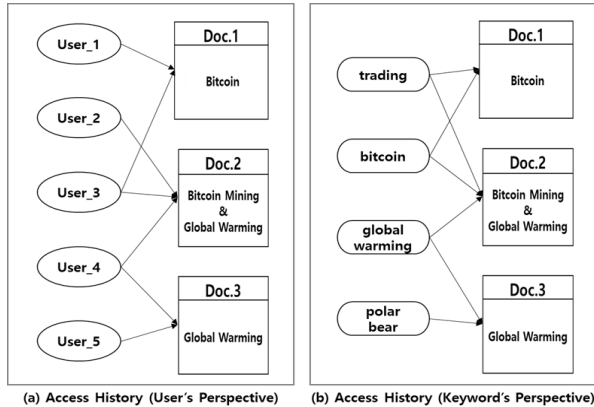 User_1
User_2
User_3
User_4
User_5
Doc.1
Bitcoin
Doc.2
Bitcoin Mining
&
Global Warming
Doc.3
Global Warming
(a) Access History (User's Perspective)
trading
bitcoin
global
warming
polar
bear
Doc.1
Bitcoin
Doc.2
Bitcoin Mining
&
Global Warming
Doc.3
Global Warming
(b) Access History (Keyword's Perspective)